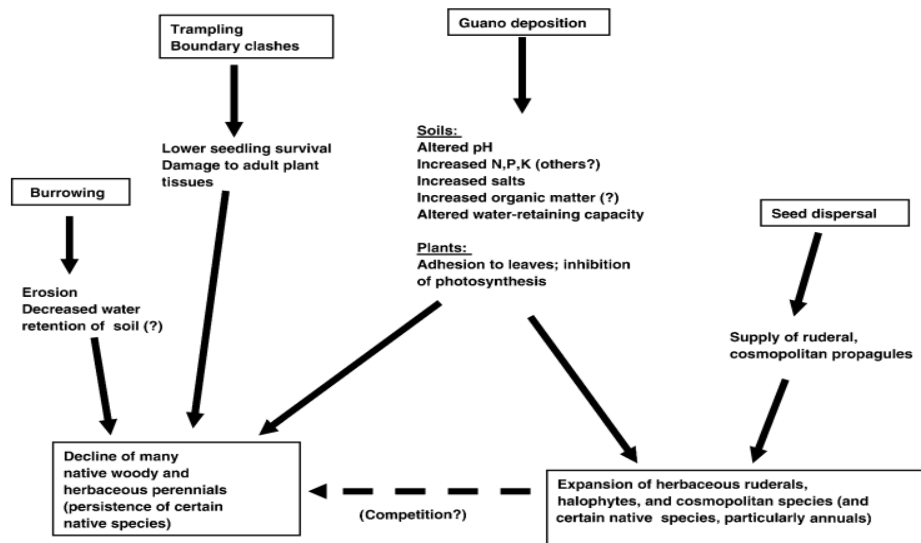 Trampling
Boundary clashes
Guano deposition
Lower seedling survival
Damage to adult plant
tissues
Soils:
Altered pH
Increased N,P,K (others?)
Increased salts
Increased organic matter (?)
Altered water-retaining capacity
Burrowing
Seed dispersal
Plants:
Adhesion to leaves; inhibition
of photosynthesis
Erosion
Decreased water
retention of soil (?)
Supply of ruderal,
cosmopolitan propagules
Decline of many
native woody and
herbaceous perennials
(persistence of certain
native species)
(Competition?)
Expansion of herbaceous ruderals,
halophytes, and cosmopolitan species (and
certain native species, particularly annuals)